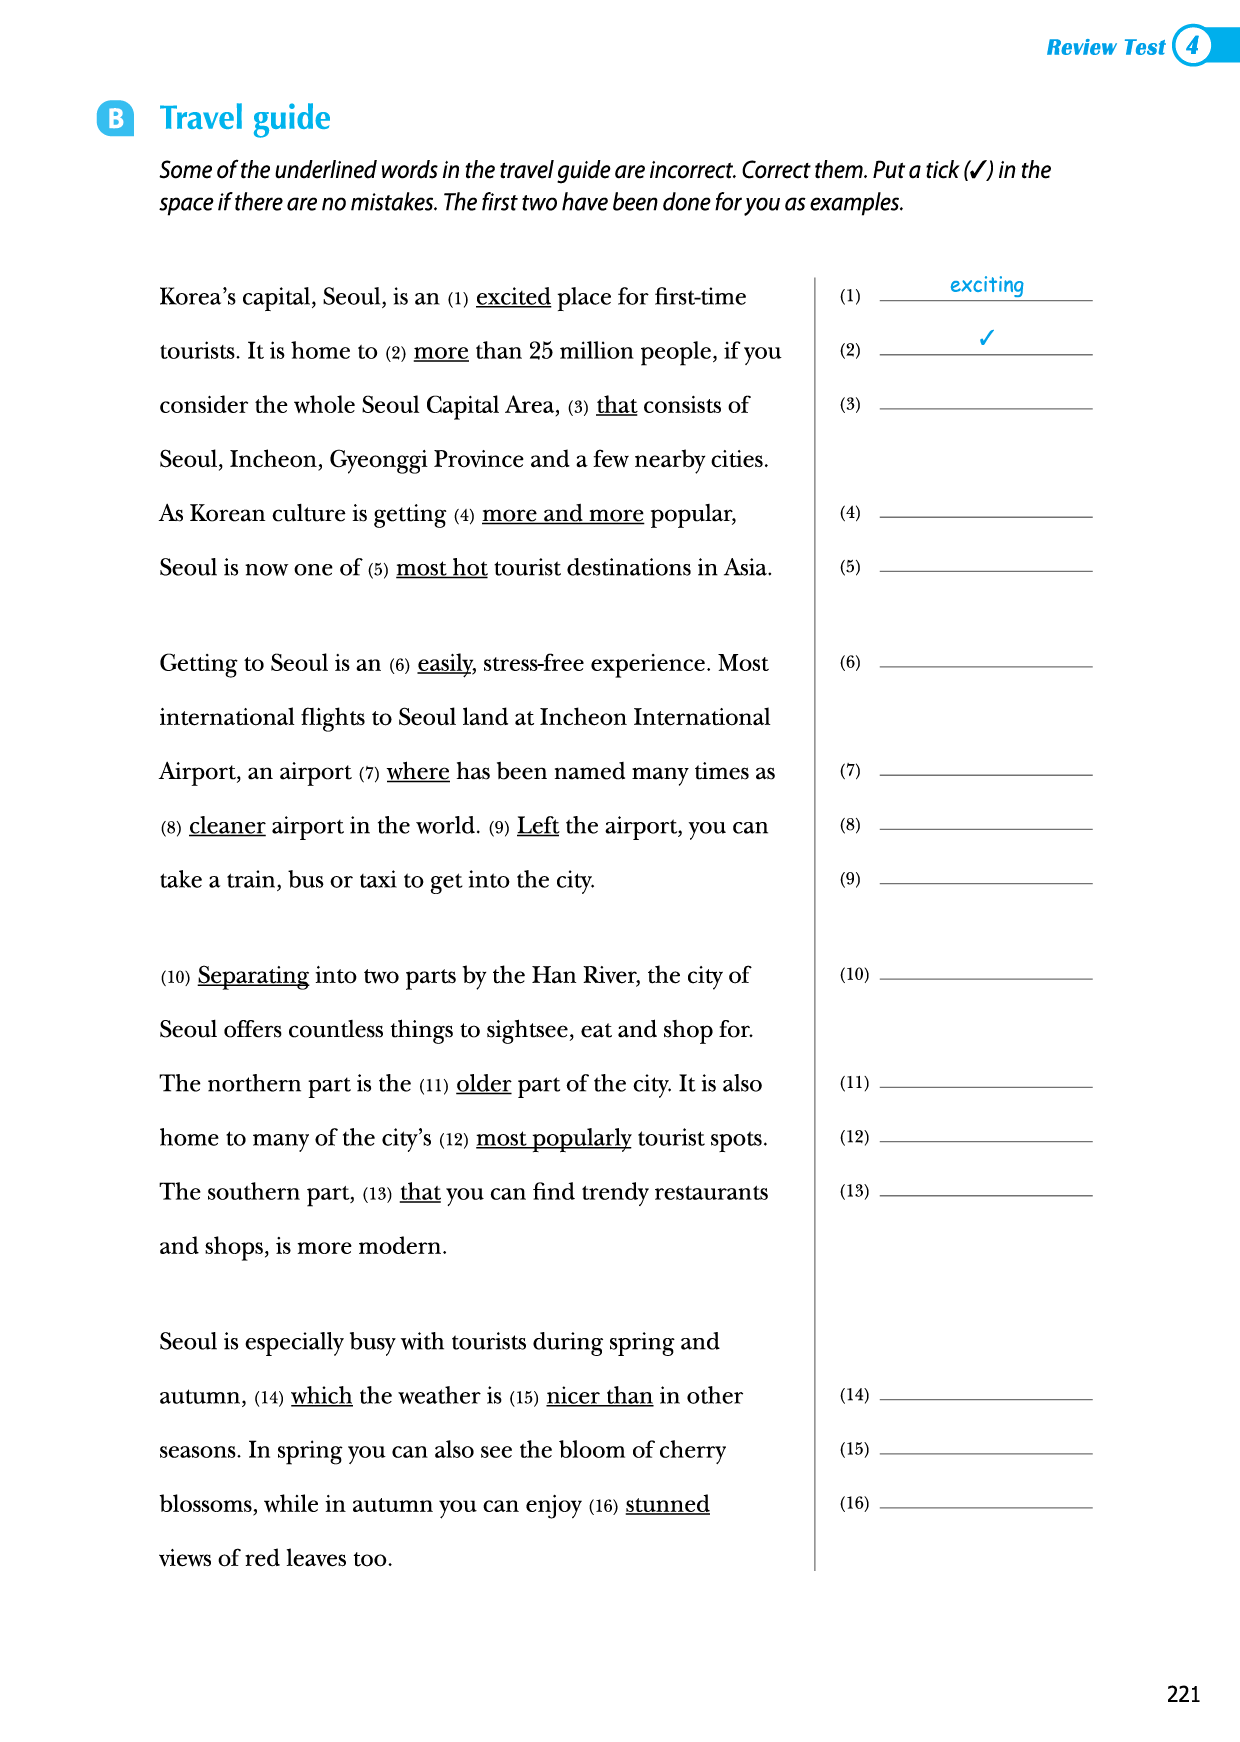 Review Test 4
B Travel guide
Some of the underlined words in the travel guide are incorrect. Correct them. Put a tick (✓) in the
space if there are no mistakes. The first two have been done for you as examples.
Korea's capital, Seoul, is an (1) excited place for first-time
(1) exciting
tourists. It is home to (2) more than 25 million people, if you
(2) ✓
consider the whole Seoul Capital Area, (3) that consists of
(3)
Seoul, Incheon, Gyeonggi Province and a few nearby cities.
As Korean culture is getting (4) more and more popular,
(4)
Seoul is now one of (5) most hot tourist destinations in Asia.
(5)
Getting to Seoul is an (6) easily, stress-free experience. Most
(6)
international flights to Seoul land at Incheon International
Airport, an airport (7) where has been named many times as
(7)
(8) cleaner airport in the world. (9) Left the airport, you can
(8)
take a train, bus or taxi to get into the city.
(9)
(10) Separating into two parts by the Han River, the city of
(10)
Seoul offers countless things to sightsee, eat and shop for.
The northern part is the (11) older part of the city. It is also
(11)
home to many of the city's (12) most popularly tourist spots.
(12)
The southern part, (13) that you can find trendy restaurants
(13)
and shops, is more modern.
Seoul is especially busy with tourists during spring and
autumn, (14) which the weather is (15) nicer than in other
(14)
seasons. In spring you can also see the bloom of cherry
(15)
blossoms, while in autumn you can enjoy (16) stunned
(16)
views of red leaves too.
221